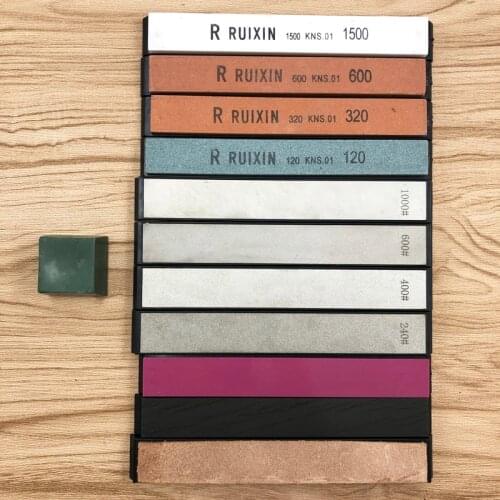 R RUIXIN 1500 KNS.01 1500
R RUIXIN 600 KNS.01 600
R RUIXIN 320 KNS.01 320
R RUIXIN 120 KNS.01 120
1000#
600#
400#
240#